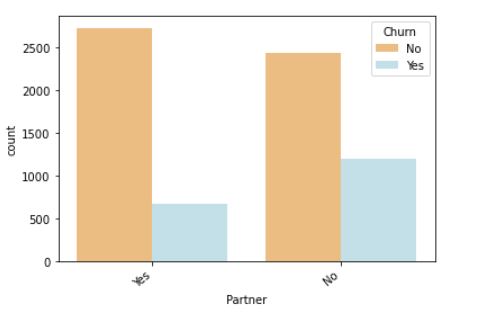 Churn
No
Yes
2500
2000
1500
1000
500
0
count
Yes
No
Partner